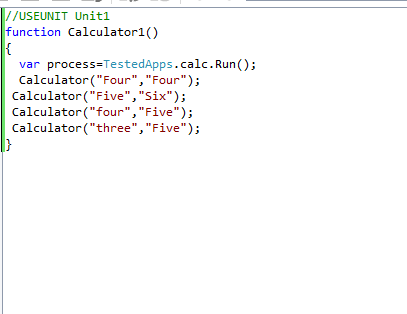 //USEUNIT Unit1
function Calculator1()
{
var process=TestedApps.calc.Run();
Calculator("Four","Four");
Calculator("Five","Six");
Calculator("four","Five");
Calculator("three","Five");
}